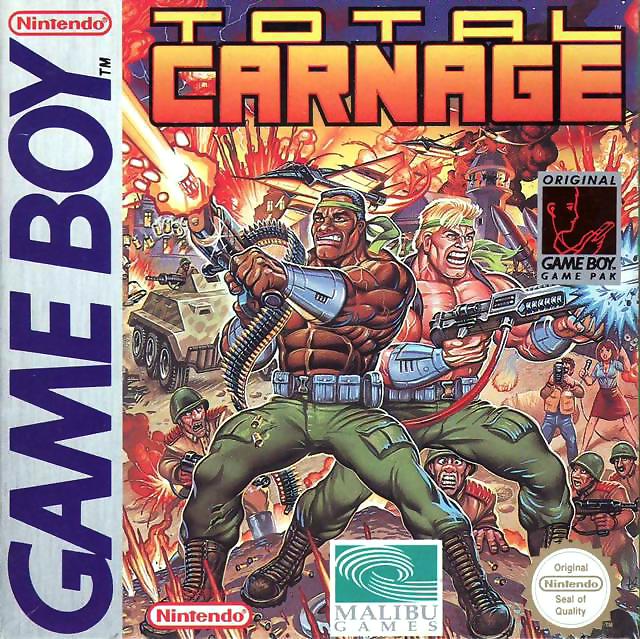 Nintendo
GAME BOY
TM
TOTAL
CARNAGE
TM
ORIGINAL
GAME BOY
GAME PAK
Nintendo
MALIBU
GAMES
Original
Nintendo
Seal of
Quality